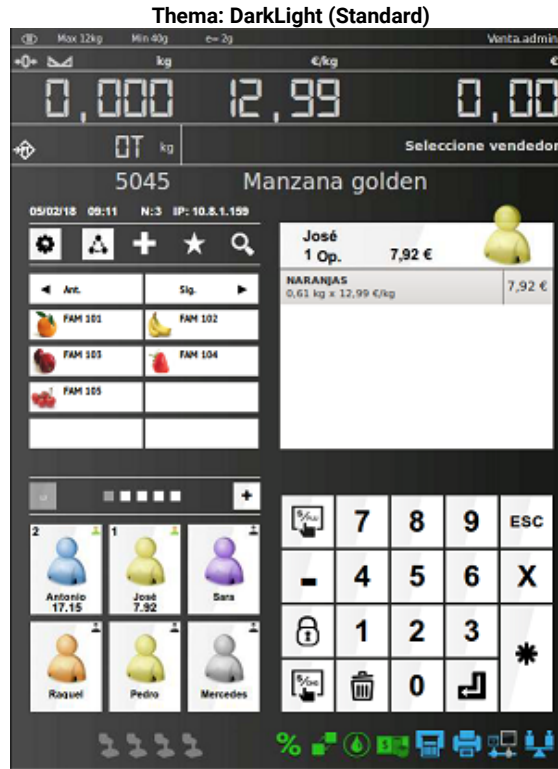 Thema: DarkLight (Standard)
Max 12kg Min 40g e= 2g Venta.admin
→0← kg €/kg €
0,000 12,99 0,00
0T kg Seleccione vendedor
5045 Manzana golden
05/02/18 09:11 N:3 IP: 10.8.1.159
José
1 Op. 7,92 €
NARANJAS
0,61 kg x 12,99 €/kg 7,92 €
◄ Ant. Sig. ►
FAM 101 FAM 102
FAM 103 FAM 104
FAM 105
+
2 1
Antonio José Sara
17.15 7.92
Raquel Pedro Mercedes
7 8 9 ESC
- 4 5 6 X
1 2 3 ✱
0
%
$